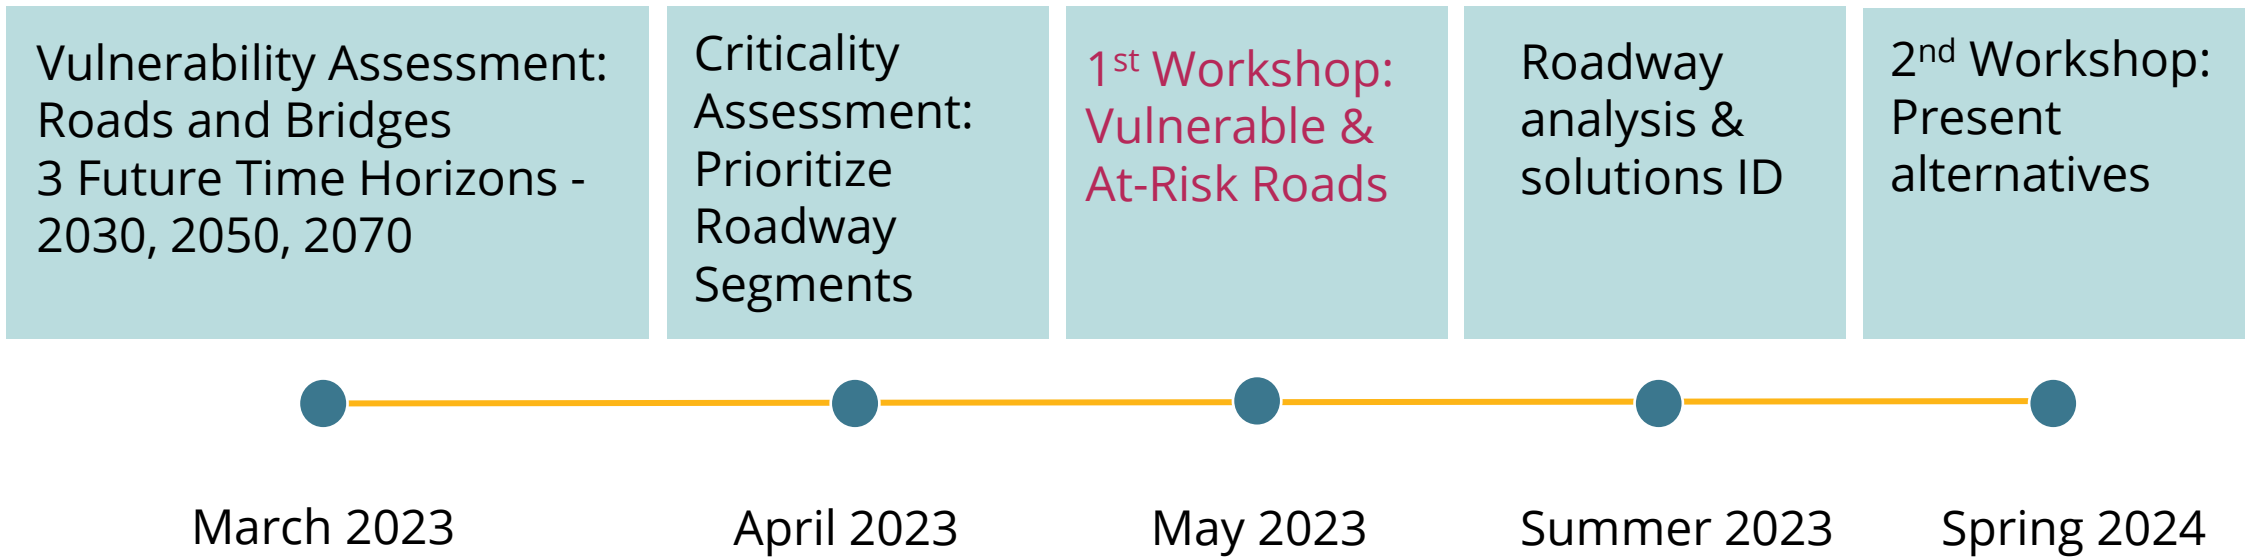 Vulnerability Assessment:
Roads and Bridges
3 Future Time Horizons -
2030, 2050, 2070
Criticality
Assessment:
Prioritize
Roadway
Segments
1st Workshop:
Vulnerable &
At-Risk Roads
Roadway
analysis &
solutions ID
2nd Workshop:
Present
alternatives
March 2023
April 2023
May 2023
Summer 2023
Spring 2024